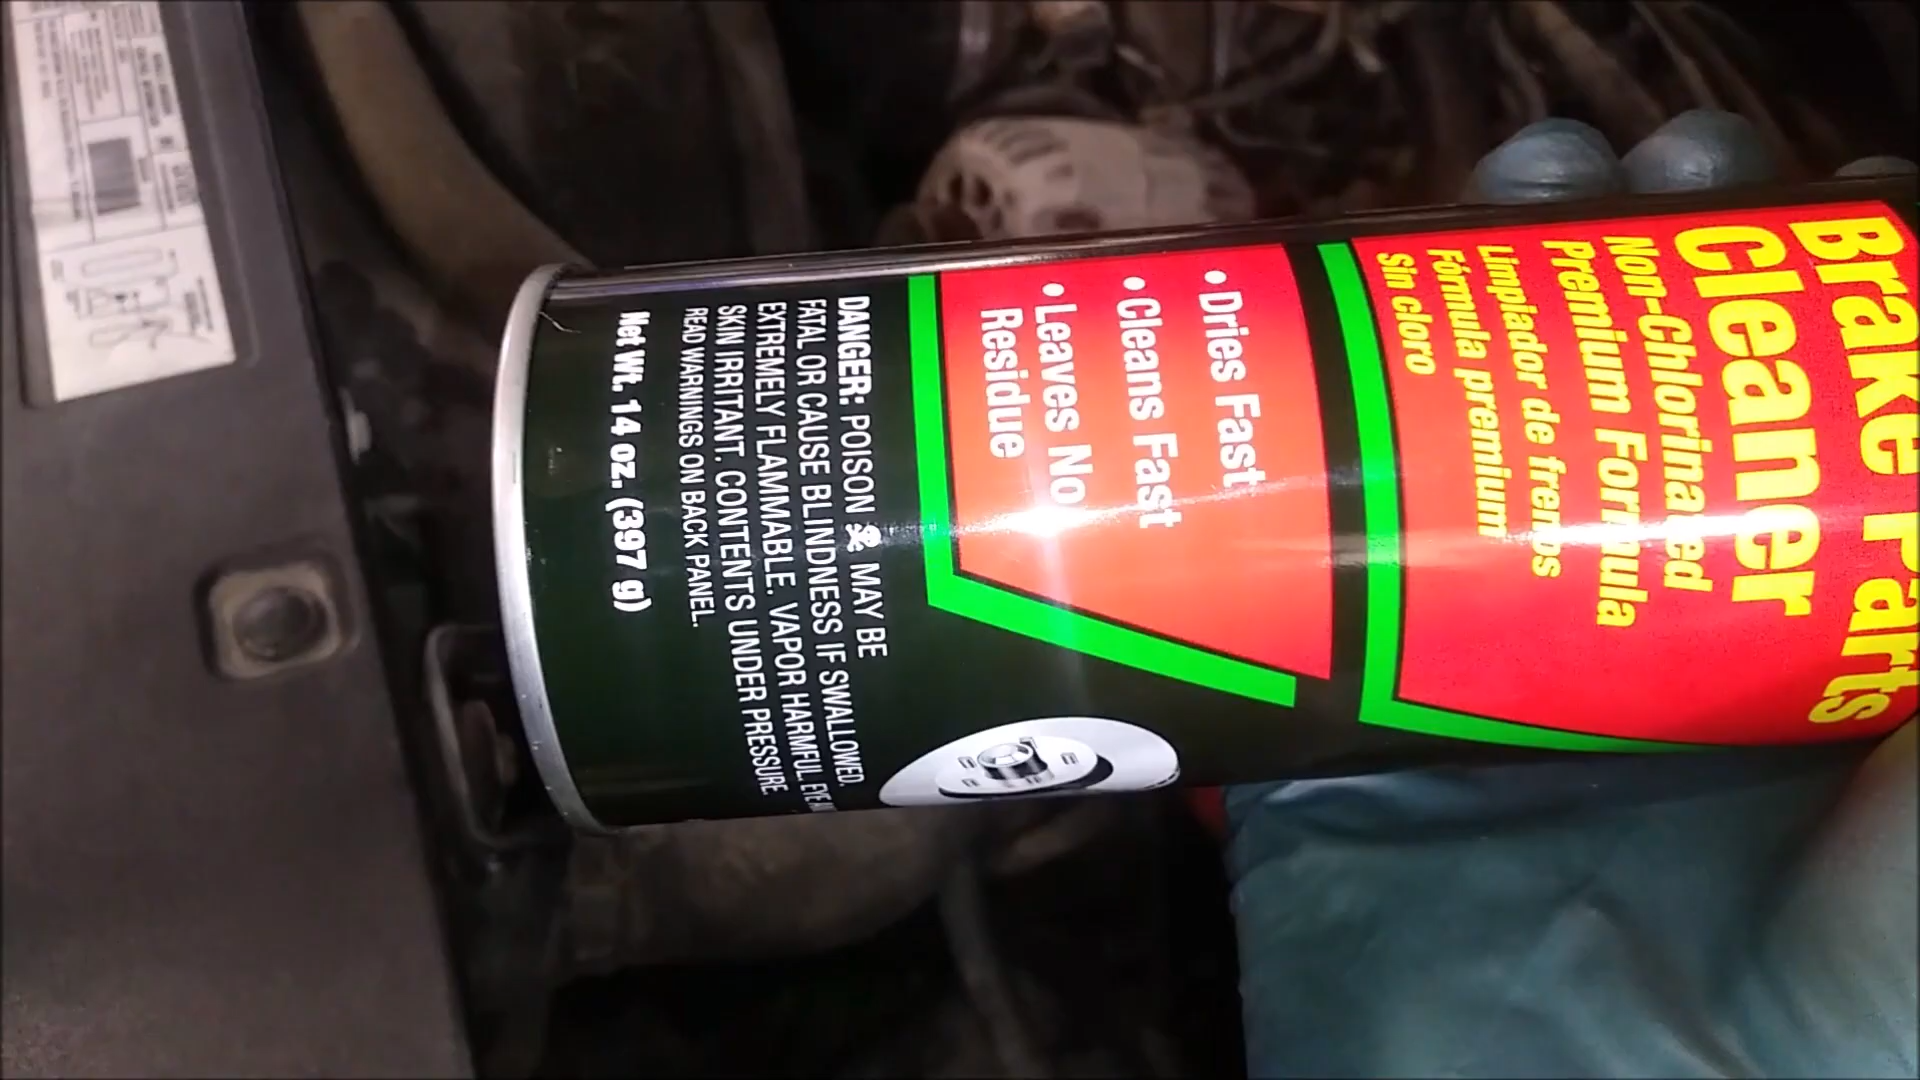 Brake Parts
Cleaner
Non-Chlorinated
Premium Formula
Limpiador de frenos
Fórmula premium
Sin cloro
• Dries Fast
• Cleans Fast
• Leaves No
Residue
DANGER: POISON MAY BE
FATAL OR CAUSE BLINDNESS IF SWALLOWED.
EXTREMELY FLAMMABLE. VAPOR HARMFUL. EYE
SKIN IRRITANT. CONTENTS UNDER PRESSURE.
READ WARNINGS ON BACK PANEL.
Net Wt. 14 oz. (397 g)